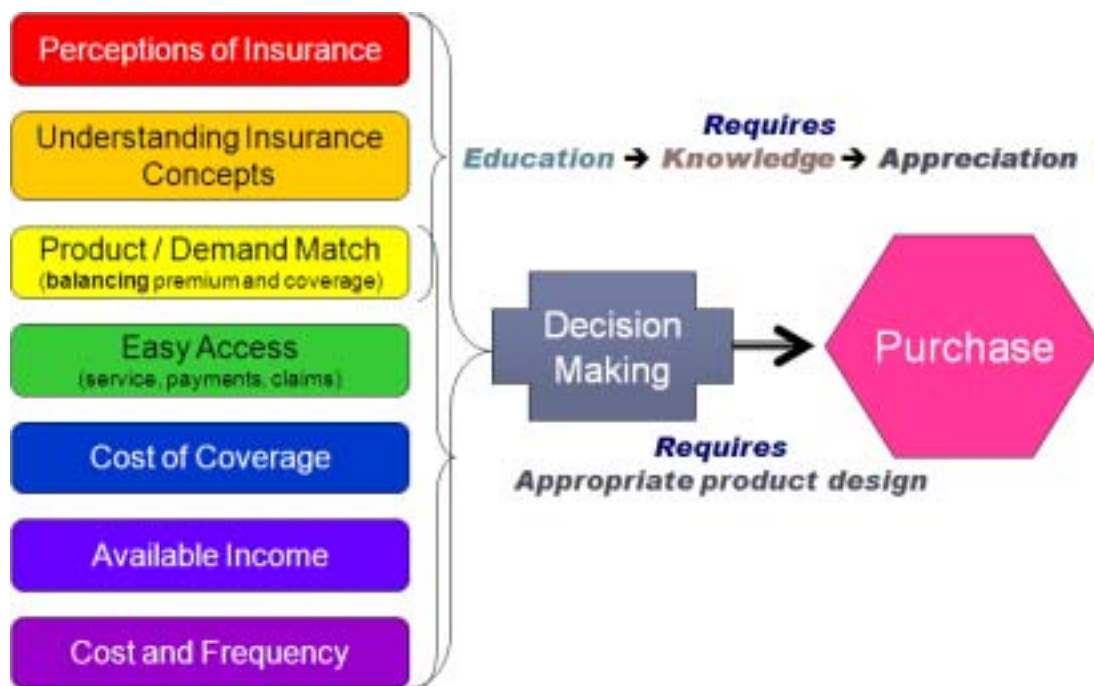 Perceptions of Insurance
Understanding Insurance
Concepts
Product / Demand Match
(balancing premium and coverage)
Easy Access
(service, payments, claims)
Cost of Coverage
Available Income
Cost and Frequency
Requires
Education → Knowledge → Appreciation
Decision
Making
Purchase
Requires
Appropriate product design